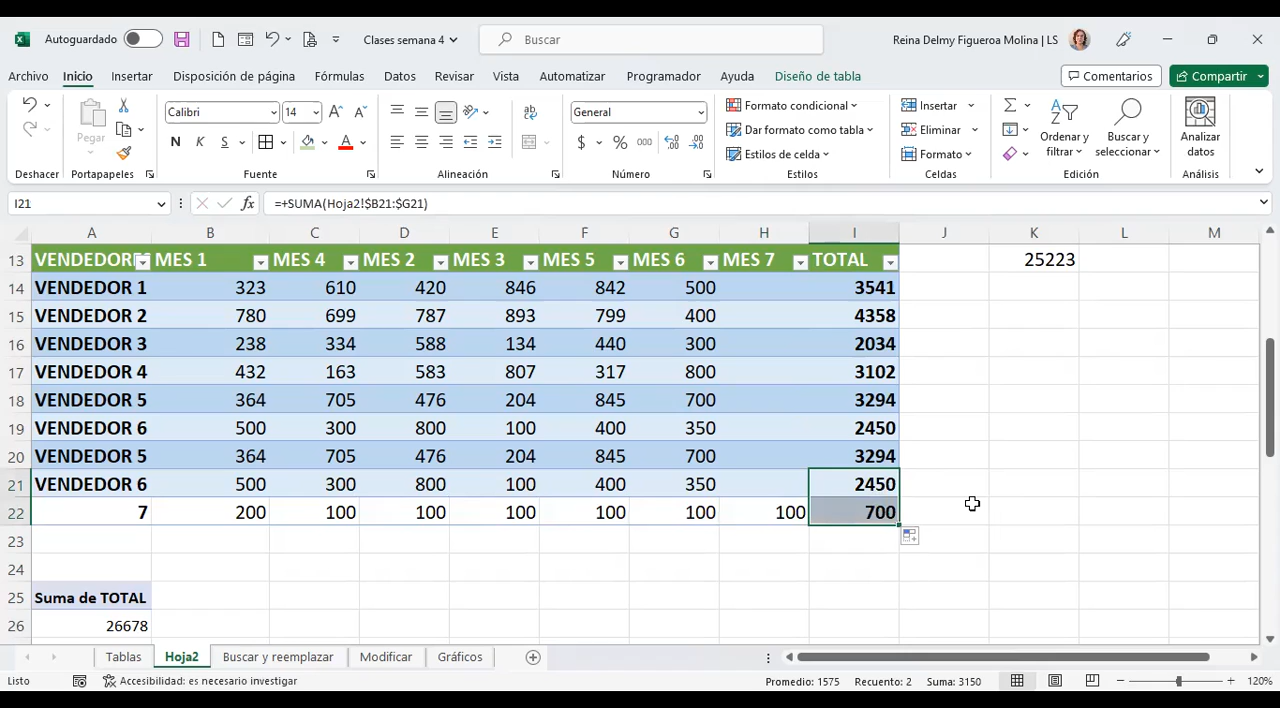 Autoguardado Clases semana 4 Buscar Reina Delmy Figueroa Molina | LS
Archivo Inicio Insertar Disposición de página Fórmulas Datos Revisar Vista Automatizar Programador Ayuda Diseño de tabla Comentarios Compartir
Pegar
Calibri 14
N K S
General
$ % 000
Formato condicional
Dar formato como tabla
Estilos de celda
Insertar
Eliminar
Formato
Ordenar y filtrar
Buscar y seleccionar
Analizar datos
Deshacer Portapapeles Fuente Alineación Número Estilos Celdas Edición Análisis
I21 fx =+SUMA(Hoja2!$B21:$G21)
A B C D E F G H I J K L M
13 VENDEDOR MES 1 MES 4 MES 2 MES 3 MES 5 MES 6 MES 7 TOTAL 25223
14 VENDEDOR 1 323 610 420 846 842 500 3541
15 VENDEDOR 2 780 699 787 893 799 400 4358
16 VENDEDOR 3 238 334 588 134 440 300 2034
17 VENDEDOR 4 432 163 583 807 317 800 3102
18 VENDEDOR 5 364 705 476 204 845 700 3294
19 VENDEDOR 6 500 300 800 100 400 350 2450
20 VENDEDOR 5 364 705 476 204 845 700 3294
21 VENDEDOR 6 500 300 800 100 400 350 2450
22 7 200 100 100 100 100 100 100 700
23
24
25 Suma de TOTAL
26 26678
Tablas Hoja2 Buscar y reemplazar Modificar Gráficos
Listo Accesibilidad: es necesario investigar Promedio: 1575 Recuento: 2 Suma: 3150 120%